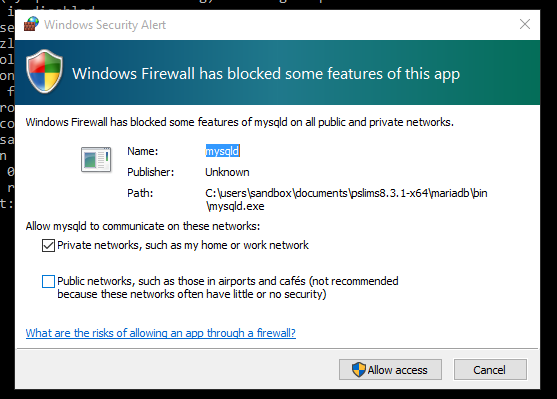 is disabled
Windows Security Alert
Windows Firewall has blocked some features of this app
Windows Firewall has blocked some features of mysqld on all public and private networks.
Name: mysqld
Publisher: Unknown
Path: C:\users\sandbox\documents\pslims8.3.1-x64\mariadb\bin
\mysqld.exe
Allow mysqld to communicate on these networks:
Private networks, such as my home or work network
Public networks, such as those in airports and cafés (not recommended
because these networks often have little or no security)
What are the risks of allowing an app through a firewall?
Allow access
Cancel